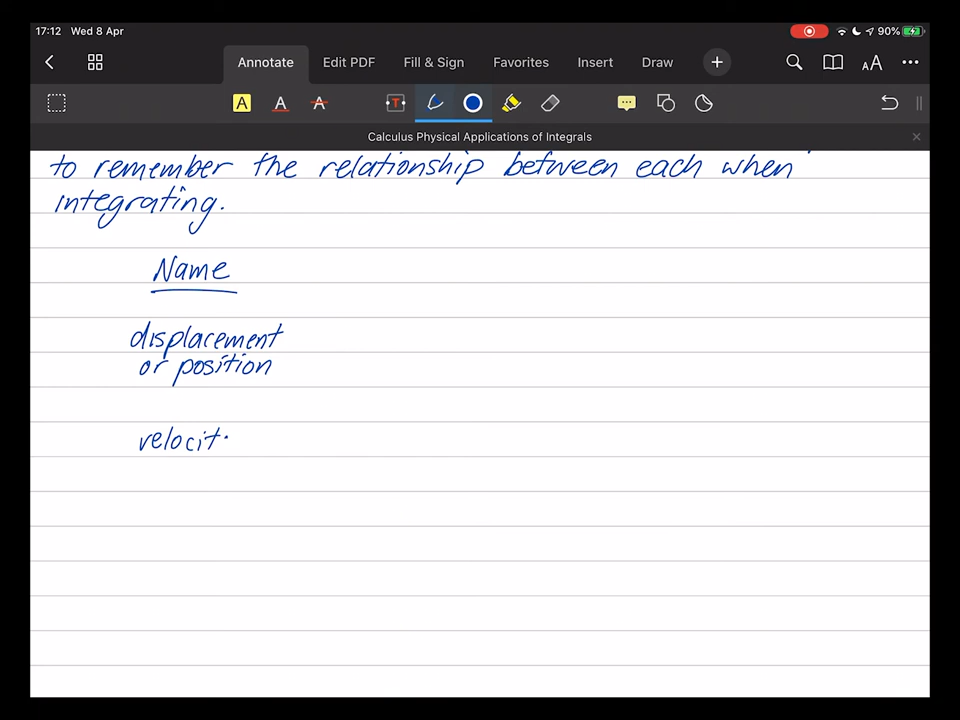 17:12 Wed 8 Apr
90%
Annotate Edit PDF Fill & Sign Favorites Insert Draw
AA
A A A T
Calculus Physical Applications of Integrals
to remember the relationship between each when
integrating.
Name
displacement
or position
velocit